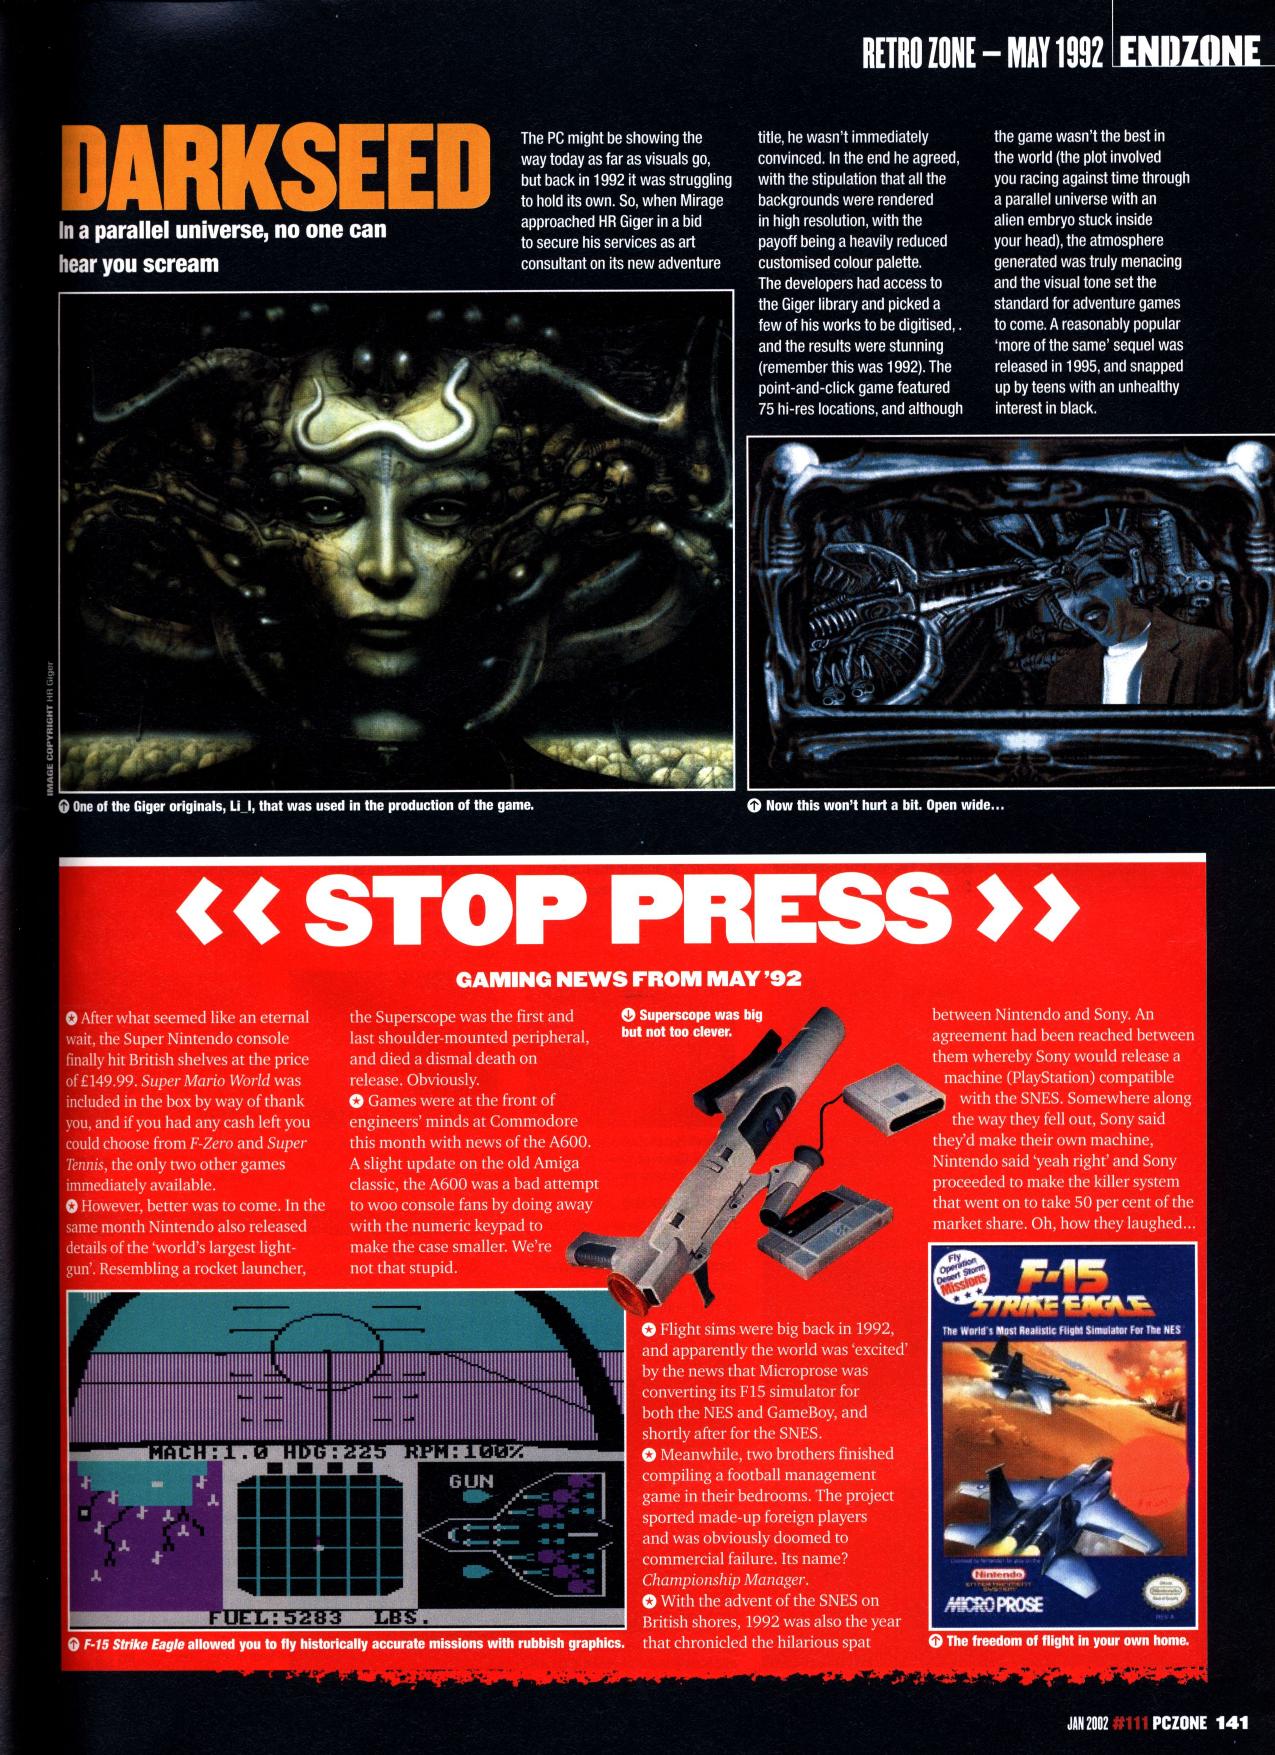 RETRO ZONE – MAY 1992 ENDZONE
DARKSEED
In a parallel universe, no one can
hear you scream
The PC might be showing the
way today as far as visuals go,
but back in 1992 it was struggling
to hold its own. So, when Mirage
approached HR Giger in a bid
to secure his services as art
consultant on its new adventure
title, he wasn't immediately
convinced. In the end he agreed,
with the stipulation that all the
backgrounds were rendered
in high resolution, with the
payoff being a heavily reduced
customised colour palette.
The developers had access to
the Giger library and picked a
few of his works to be digitised, .
and the results were stunning
(remember this was 1992). The
point-and-click game featured
75 hi-res locations, and although
the game wasn't the best in
the world (the plot involved
you racing against time through
a parallel universe with an
alien embryo stuck inside
your head), the atmosphere
generated was truly menacing
and the visual tone set the
standard for adventure games
to come. A reasonably popular
'more of the same' sequel was
released in 1995, and snapped
up by teens with an unhealthy
interest in black.
IMAGE COPYRIGHT HR Giger
One of the Giger originals, Li_I, that was used in the production of the game.
Now this won't hurt a bit. Open wide...
<< STOP PRESS >>
GAMING NEWS FROM MAY '92
After what seemed like an eternal
wait, the Super Nintendo console
finally hit British shelves at the price
of £149.99. Super Mario World was
included in the box by way of thank
you, and if you had any cash left you
could choose from F-Zero and Super
Tennis, the only two other games
immediately available.
However, better was to come. In the
same month Nintendo also released
details of the 'world's largest light-
gun'. Resembling a rocket launcher,
the Superscope was the first and
last shoulder-mounted peripheral,
and died a dismal death on
release. Obviously.
Games were at the front of
engineers' minds at Commodore
this month with news of the A600.
A slight update on the old Amiga
classic, the A600 was a bad attempt
to woo console fans by doing away
with the numeric keypad to
make the case smaller. We're
not that stupid.
Superscope was big
but not too clever.
MACH:1.0 HDG:225 RPM:100%
GUN
FUEL:5283 LBS.
F-15 Strike Eagle allowed you to fly historically accurate missions with rubbish graphics.
Flight sims were big back in 1992,
and apparently the world was 'excited'
by the news that Microprose was
converting its F15 simulator for
both the NES and GameBoy, and
shortly after for the SNES.
Meanwhile, two brothers finished
compiling a football management
game in their bedrooms. The project
sported made-up foreign players
and was obviously doomed to
commercial failure. Its name?
Championship Manager.
With the advent of the SNES on
British shores, 1992 was also the year
that chronicled the hilarious spat
between Nintendo and Sony. An
agreement had been reached between
them whereby Sony would release a
machine (PlayStation) compatible
with the SNES. Somewhere along
the way they fell out, Sony said
they'd make their own machine,
Nintendo said 'yeah right' and Sony
proceeded to make the killer system
that went on to take 50 per cent of the
market share. Oh, how they laughed...
Fly
Operation
Desert Storm
Missions
F-15
STRIKE EAGLE
The World's Most Realistic Flight Simulator For The NES
Nintendo
ENTERTAINMENT
SYSTEM
MICROPROSE
Nintendo
REV-A
The freedom of flight in your own home.
JAN 2002 #111 PCZONE 141